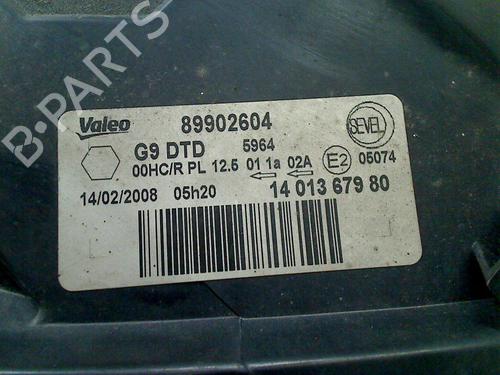 B-PARTS
Valeo 89902604 SEVEL
G9 DTD 5964
00HC/R PL 12.5 01 1a 02A E2 05074
14/02/2008 05h20 14 013 679 80